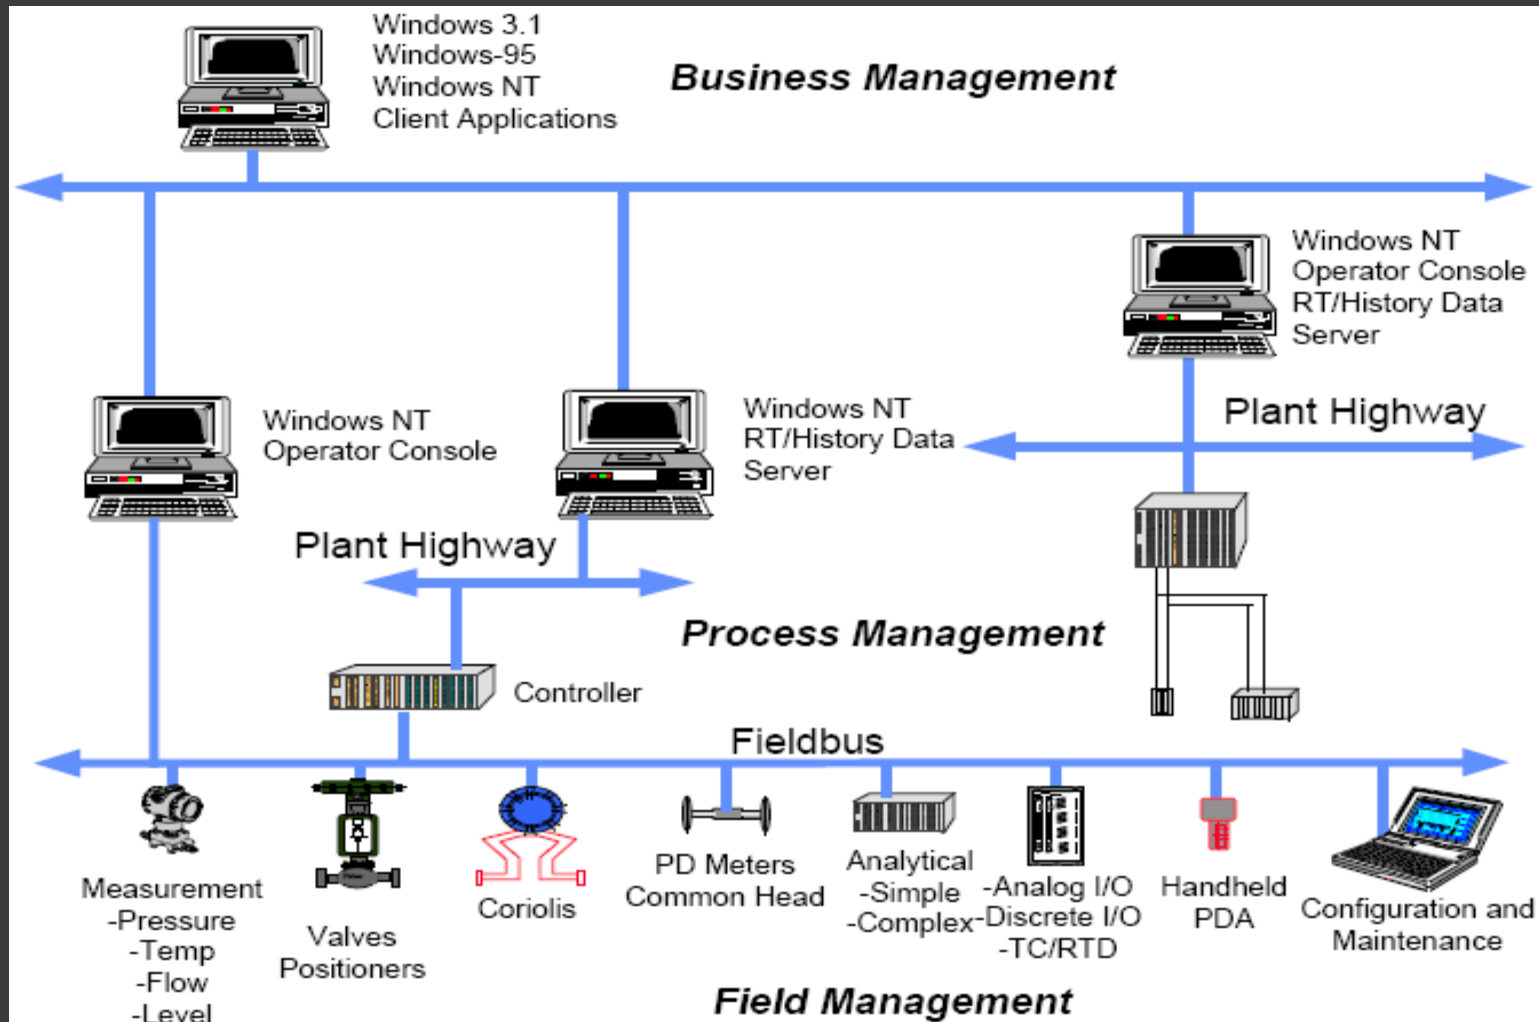 Windows 3.1
Windows-95
Windows NT
Client Applications
Business Management
Windows NT
Operator Console
RT/History Data
Server
Plant Highway
Windows NT
Operator Console
Windows NT
RT/History Data
Server
Plant Highway
Process Management
Controller
Fieldbus
Measurement
-Pressure
-Temp
-Flow
-Level
Valves
Positioners
Coriolis
PD Meters
Common Head
Analytical
-Simple
-Complex
-Analog I/O
-Discrete I/O
-TC/RTD
Handheld
PDA
Configuration and
Maintenance
Field Management